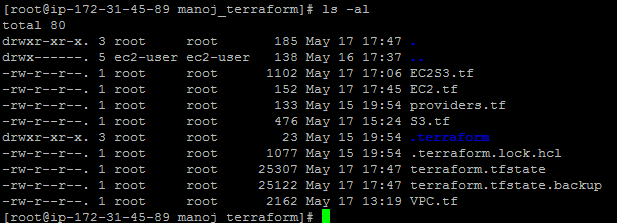 [root@ip-172-31-45-89 manoj_terraform]# ls -al
total 80
drwxr-xr-x. 3 root     root       185 May 17 17:47 .
drwx------. 5 ec2-user ec2-user   138 May 16 17:37 ..
-rw-r--r--. 1 root     root      1102 May 17 17:06 EC2S3.tf
-rw-r--r--. 1 root     root       152 May 17 17:45 EC2.tf
-rw-r--r--. 1 root     root       133 May 15 19:54 providers.tf
-rw-r--r--. 1 root     root       476 May 17 15:24 S3.tf
drwxr-xr-x. 3 root     root        23 May 15 19:54 .terraform
-rw-r--r--. 1 root     root      1077 May 15 19:54 .terraform.lock.hcl
-rw-r--r--. 1 root     root     25307 May 17 17:47 terraform.tfstate
-rw-r--r--. 1 root     root     25122 May 17 17:47 terraform.tfstate.backup
-rw-r--r--. 1 root     root      2162 May 17 13:19 VPC.tf
[root@ip-172-31-45-89 manoj_terraform]#